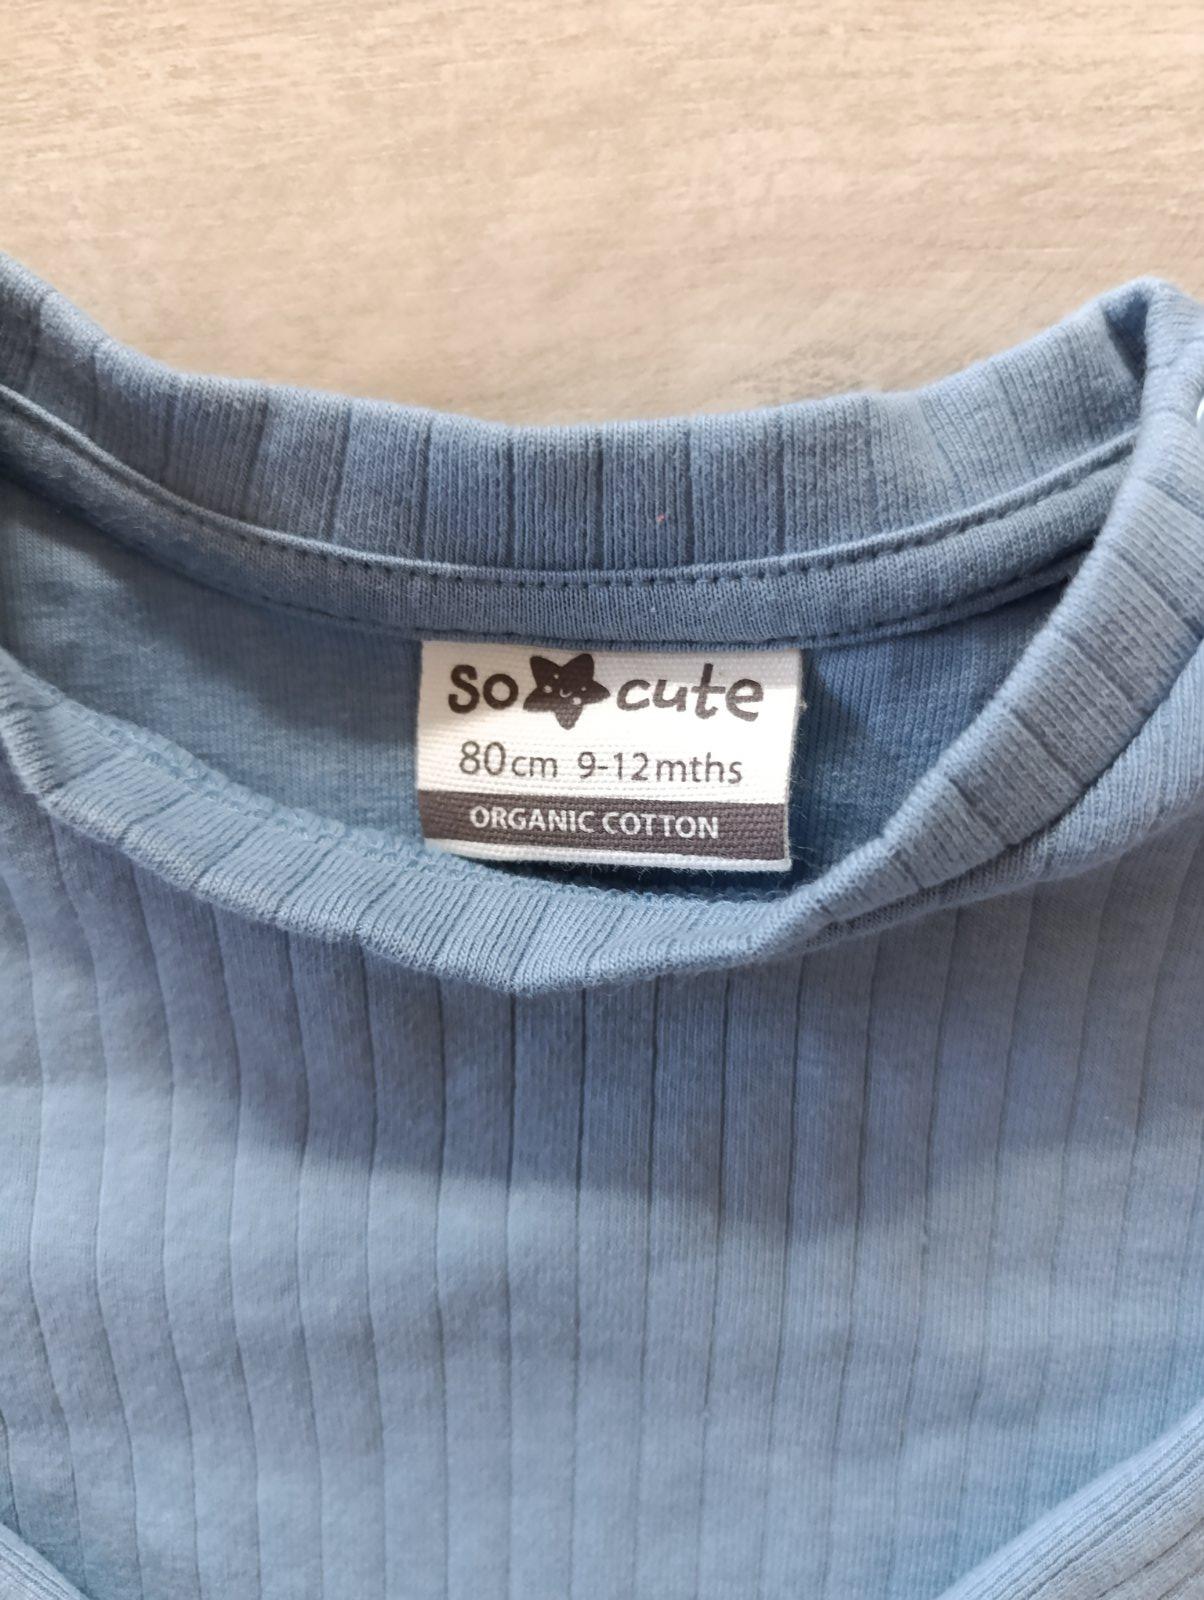 so cute
80cm 9-12mths
ORGANIC COTTON